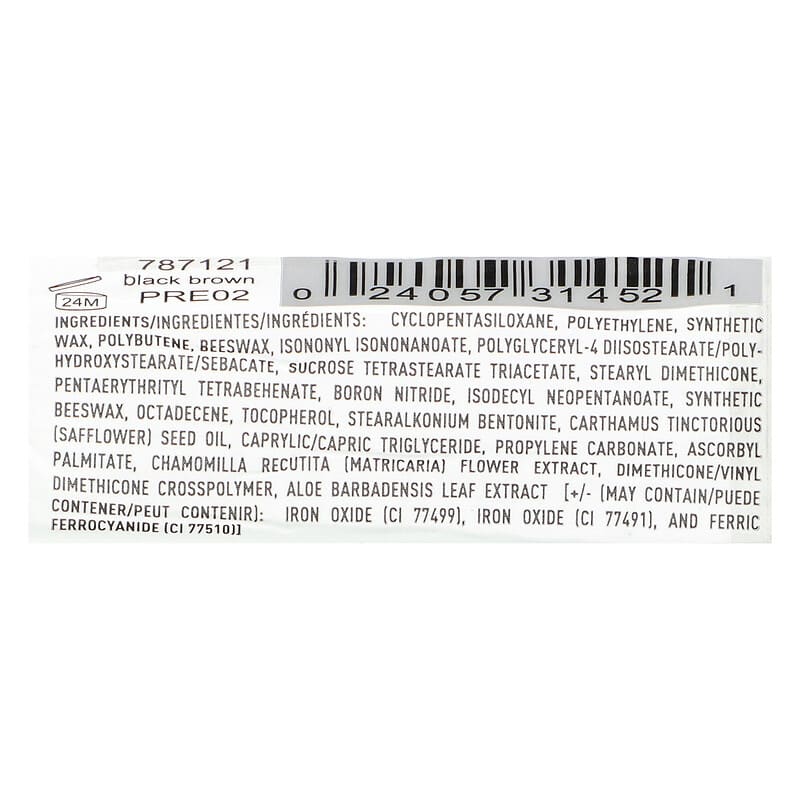 787121
black brown
PRE02
24M
0 24057 31452 1
INGREDIENTS/INGREDIENTES/INGRÉDIENTS: CYCLOPENTASILOXANE, POLYETHYLENE, SYNTHETIC
WAX, POLYBUTENE, BEESWAX, ISONONYL ISONONANOATE, POLYGLYCERYL-4 DIISOSTEARATE/POLY-
HYDROXYSTEARATE/SEBACATE, SUCROSE TETRASTEARATE TRIACETATE, STEARYL DIMETHICONE,
PENTAERYTHRITYL TETRABEHENATE, BORON NITRIDE, ISODECYL NEOPENTANOATE, SYNTHETIC
BEESWAX, OCTADECENE, TOCOPHEROL, STEARALKONIUM BENTONITE, CARTHAMUS TINCTORIOUS
(SAFFLOWER) SEED OIL, CAPRYLIC/CAPRIC TRIGLYCERIDE, PROPYLENE CARBONATE, ASCORBYL
PALMITATE, CHAMOMILLA RECUTITA (MATRICARIA) FLOWER EXTRACT, DIMETHICONE/VINYL
DIMETHICONE CROSSPOLYMER, ALOE BARBADENSIS LEAF EXTRACT [+/- (MAY CONTAIN/PUEDE
CONTENER/PEUT CONTENIR): IRON OXIDE (CI 77499), IRON OXIDE (CI 77491), AND FERRIC
FERROCYANIDE (CI 77510)]